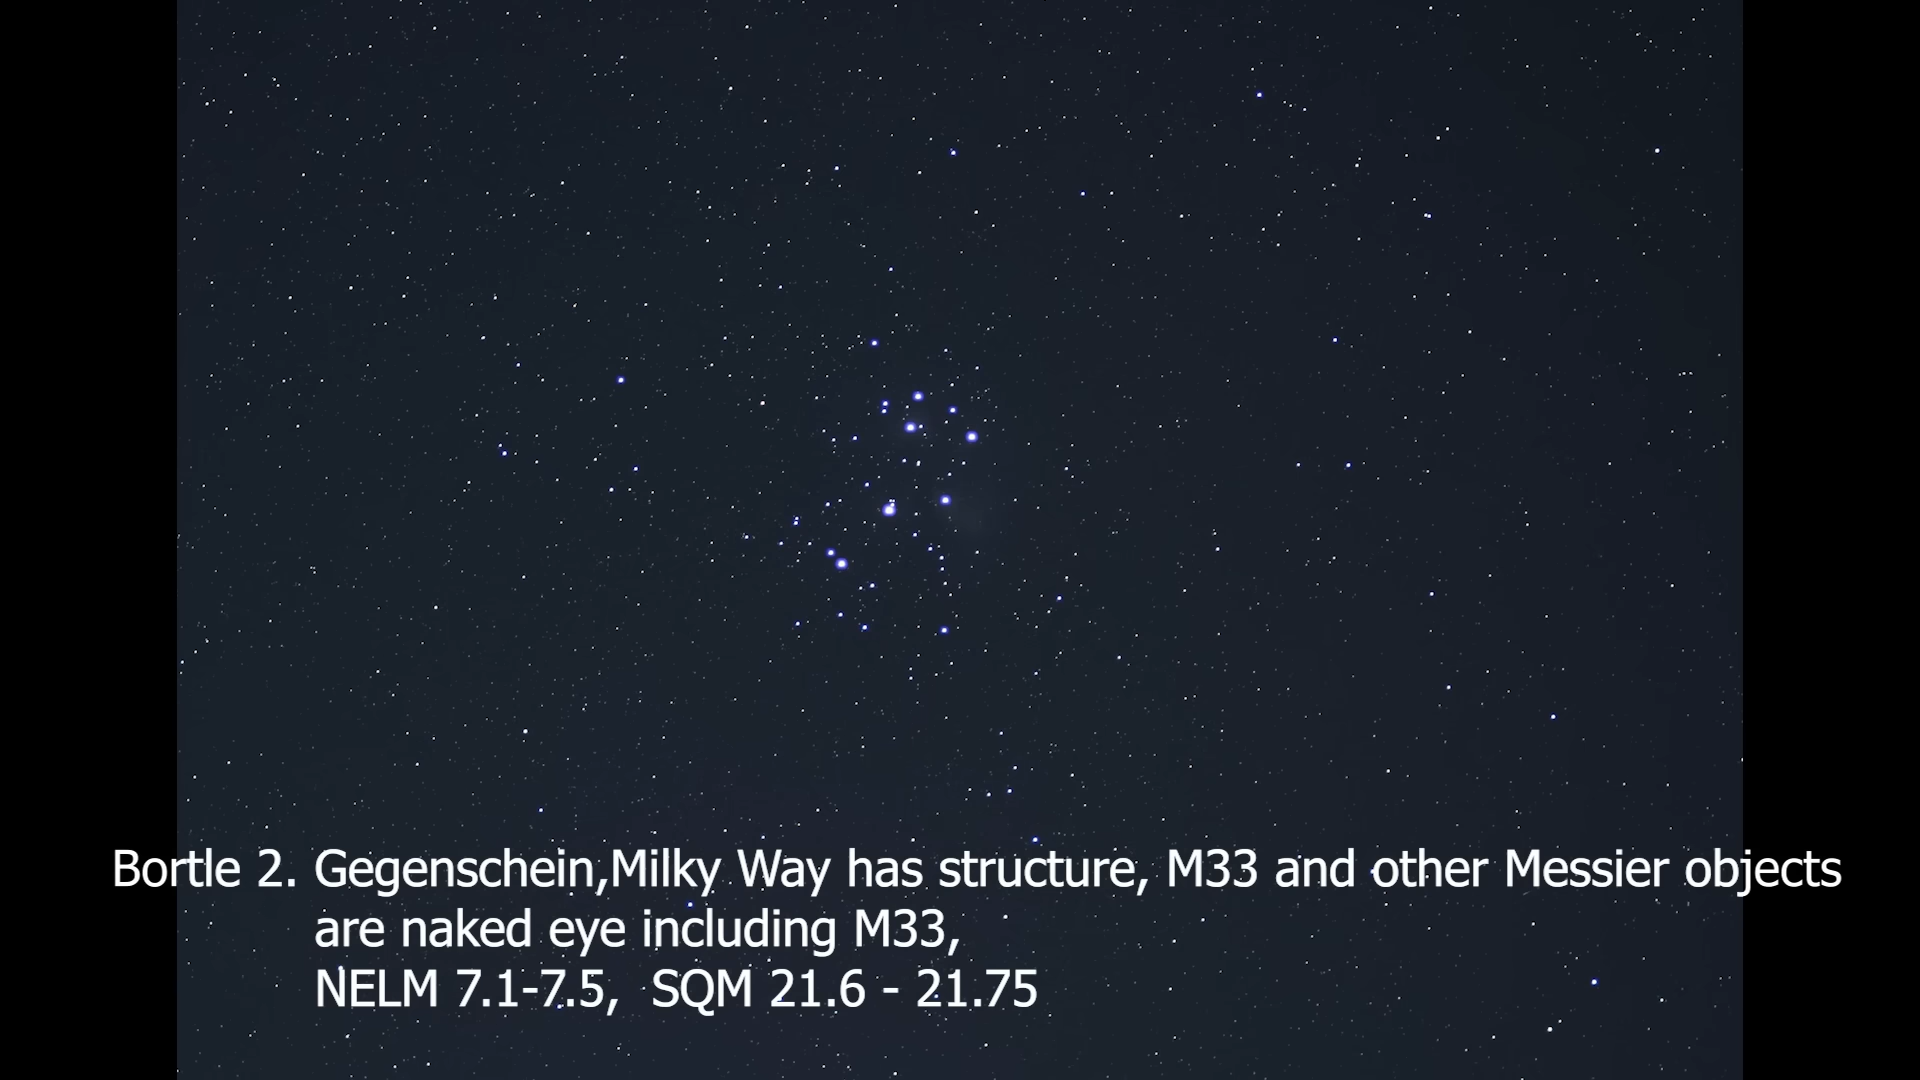 Bortle 2. Gegenschein,Milky Way has structure, M33 and other Messier objects
are naked eye including M33,
NELM 7.1-7.5,  SQM 21.6 - 21.75